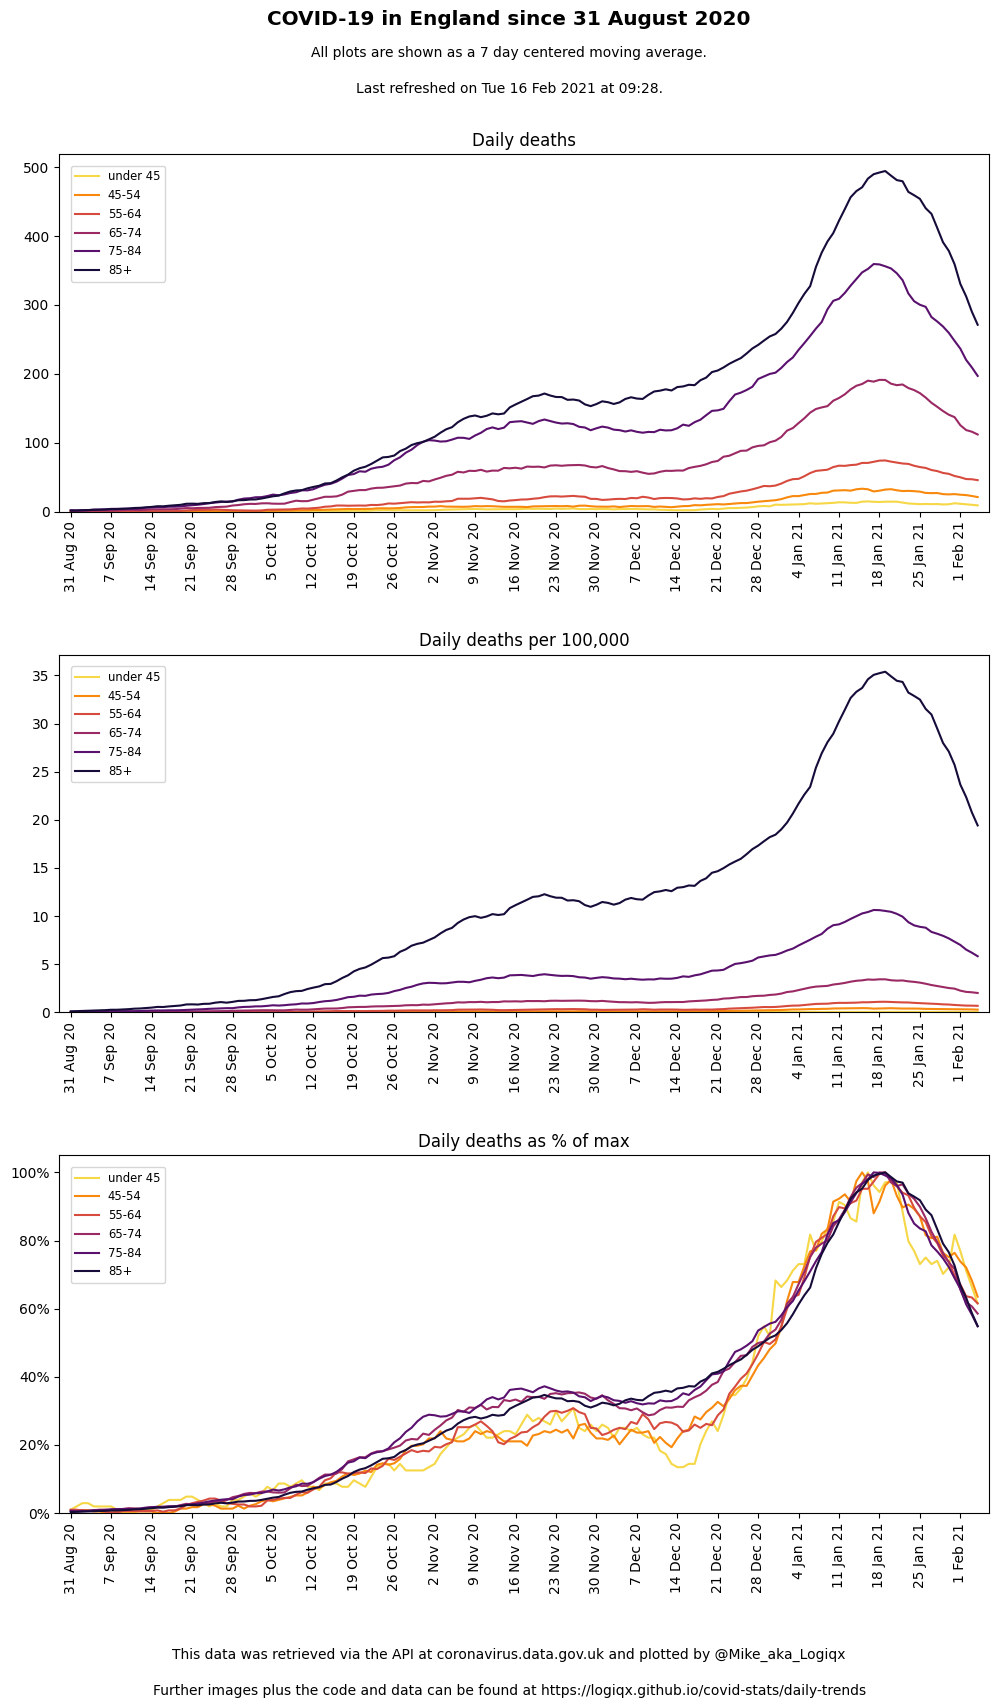 COVID-19 in England since 31 August 2020
All plots are shown as a 7 day centered moving average.
Last refreshed on Tue 16 Feb 2021 at 09:28.
Daily deaths
500
400
300
200
100
0
under 45
45-54
55-64
65-74
75-84
85+
31 Aug 20
7 Sep 20
14 Sep 20
21 Sep 20
28 Sep 20
5 Oct 20
12 Oct 20
19 Oct 20
26 Oct 20
2 Nov 20
9 Nov 20
16 Nov 20
23 Nov 20
30 Nov 20
7 Dec 20
14 Dec 20
21 Dec 20
28 Dec 20
4 Jan 21
11 Jan 21
18 Jan 21
25 Jan 21
1 Feb 21
Daily deaths per 100,000
35
30
25
20
15
10
5
0
under 45
45-54
55-64
65-74
75-84
85+
31 Aug 20
7 Sep 20
14 Sep 20
21 Sep 20
28 Sep 20
5 Oct 20
12 Oct 20
19 Oct 20
26 Oct 20
2 Nov 20
9 Nov 20
16 Nov 20
23 Nov 20
30 Nov 20
7 Dec 20
14 Dec 20
21 Dec 20
28 Dec 20
4 Jan 21
11 Jan 21
18 Jan 21
25 Jan 21
1 Feb 21
Daily deaths as % of max
100%
80%
60%
40%
20%
0%
under 45
45-54
55-64
65-74
75-84
85+
31 Aug 20
7 Sep 20
14 Sep 20
21 Sep 20
28 Sep 20
5 Oct 20
12 Oct 20
19 Oct 20
26 Oct 20
2 Nov 20
9 Nov 20
16 Nov 20
23 Nov 20
30 Nov 20
7 Dec 20
14 Dec 20
21 Dec 20
28 Dec 20
4 Jan 21
11 Jan 21
18 Jan 21
25 Jan 21
1 Feb 21
This data was retrieved via the API at coronavirus.data.gov.uk and plotted by @Mike_aka_Logiqx
Further images plus the code and data can be found at https://logiqx.github.io/covid-stats/daily-trends